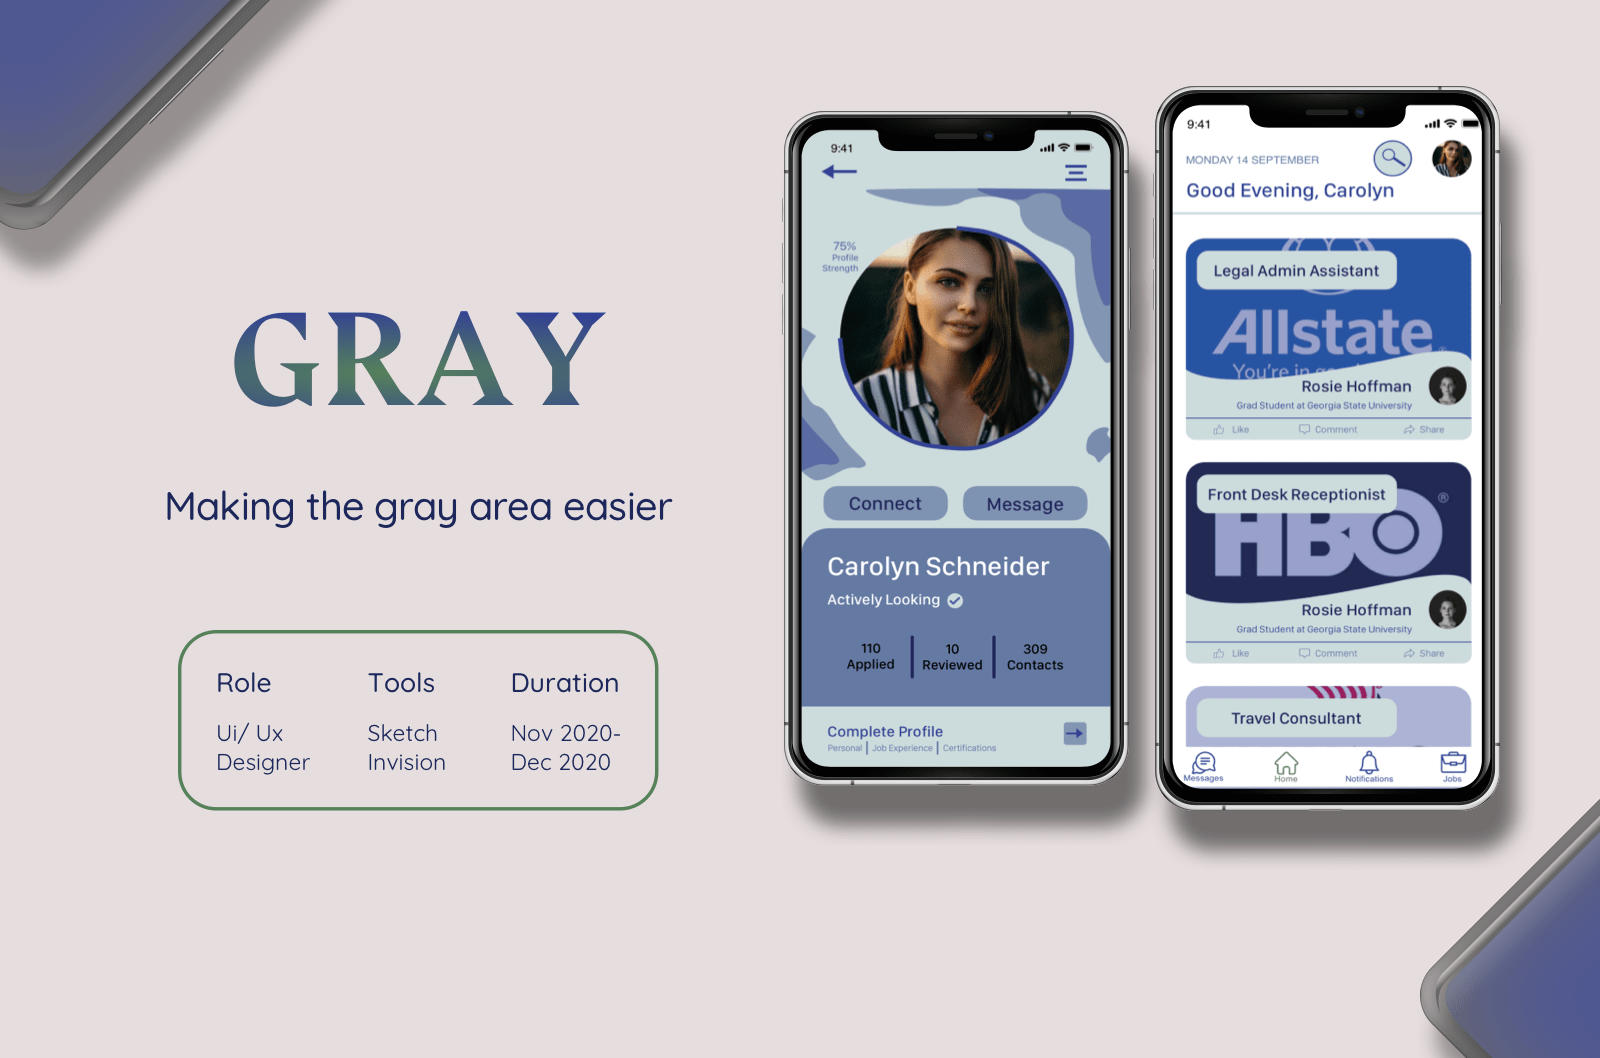 GRAY
Making the gray area easier
Role
Ui/ Ux
Designer
Tools
Sketch
Invision
Duration
Nov 2020-
Dec 2020
9:41
75%
Profile
Strength
Connect
Message
Carolyn Schneider
Actively Looking
110
Applied
10
Reviewed
309
Contacts
Complete Profile
Personal | Job Experience | Certifications
9:41
MONDAY 14 SEPTEMBER
Good Evening, Carolyn
Legal Admin Assistant
Allstate
You're in
Rosie Hoffman
Grad Student at Georgia State University
Like
Comment
Share
Front Desk Receptionist
HBO®
Rosie Hoffman
Grad Student at Georgia State University
Like
Comment
Share
Travel Consultant
Messages
Home
Notifications
Jobs